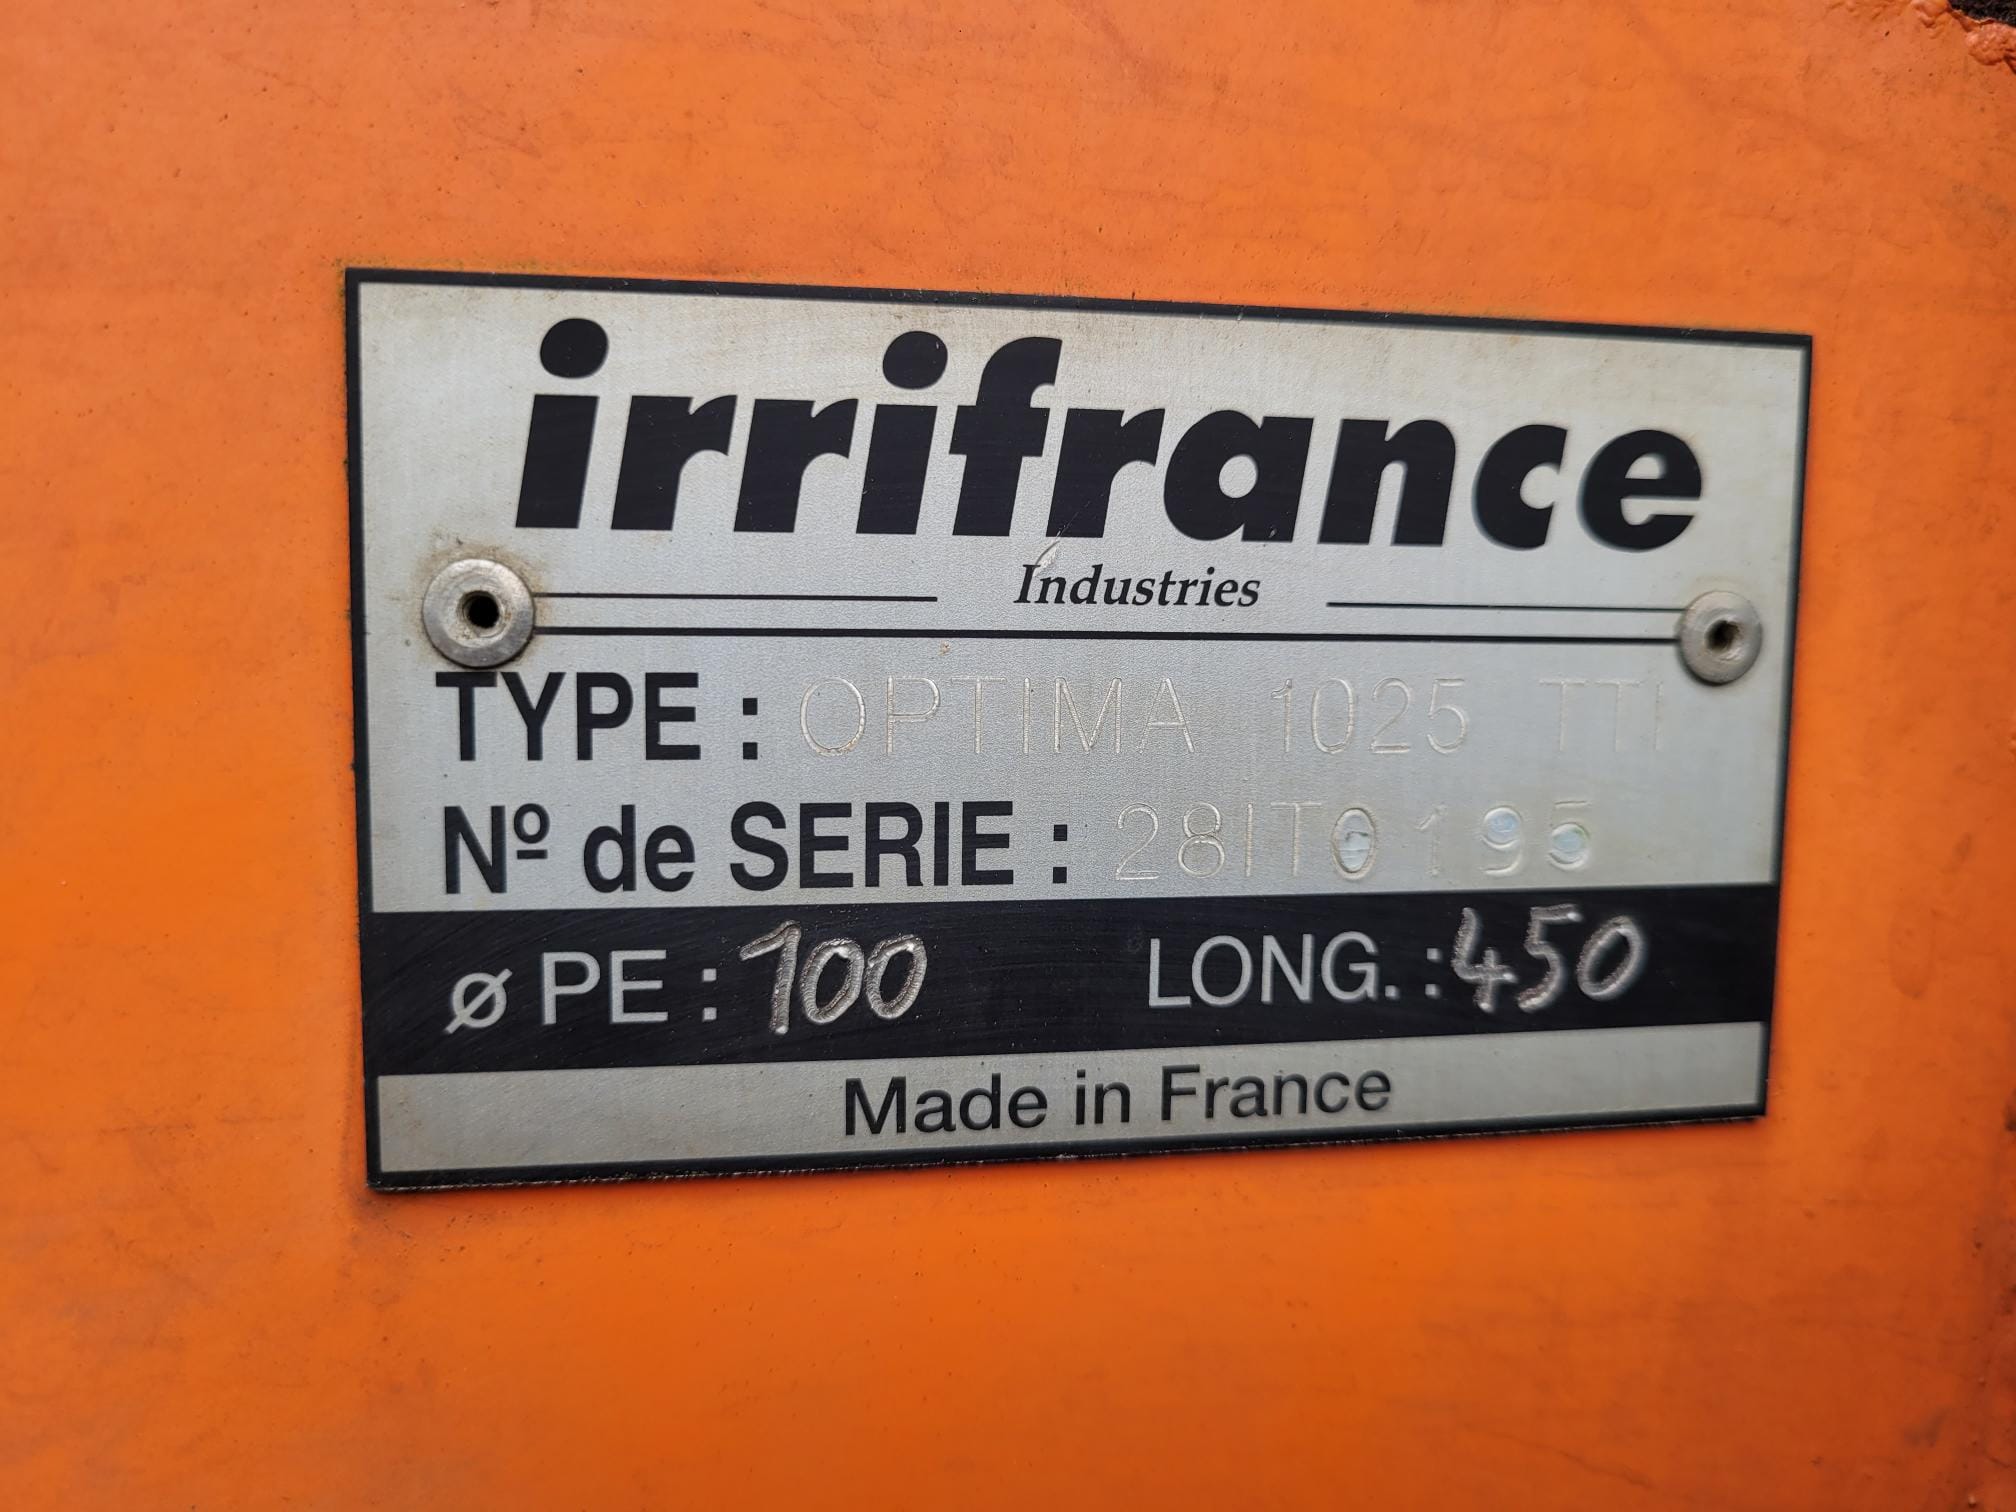 irrifrance
Industries
TYPE : OPTIMA 1025 TTI
Nº de SERIE : 28IT0195
ø PE : 100 LONG. : 450
Made in France